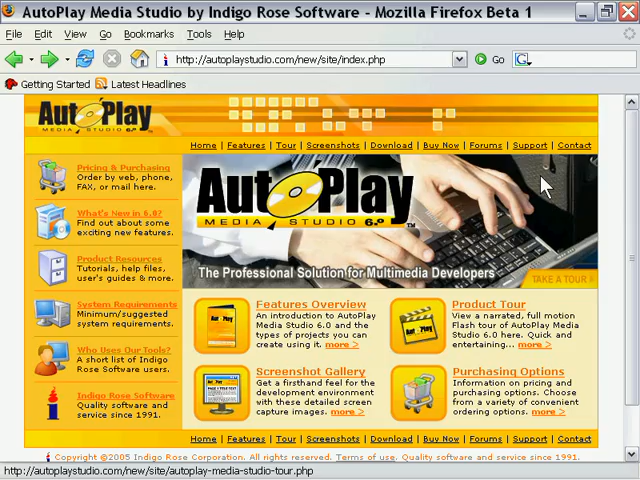 AutoPlay Media Studio by Indigo Rose Software - Mozilla Firefox Beta 1
File Edit View Go Bookmarks Tools Help
http://autoplaystudio.com/new/site/index.php
Go
Getting Started Latest Headlines
AutoPlay
MEDIA STUDIO 6.0
Home | Features | Tour | Screenshots | Download | Buy Now | Forums | Support | Contact
Pricing & Purchasing
Order by web, phone,
FAX, or mail here.
What's New in 6.0?
Find out about some
exciting new features.
Product Resources
Tutorials, help files,
user's guides & more.
System Requirements
Minimum/suggested
system requirements.
Who Uses Our Tools?
A short list of Indigo
Rose Software users.
Indigo Rose Software
Quality software and
service since 1991.
AutoPlay
MEDIA STUDIO 6.0 TM
The Professional Solution for Multimedia Developers
TAKE A TOUR
Features Overview
An introduction to AutoPlay
Media Studio 6.0 and the
types of projects you can
create using it. more >
Product Tour
View a narrated, full motion
Flash tour of AutoPlay Media
Studio 6.0 here. Quick and
entertaining... more >
Screenshot Gallery
Get a firsthand feel for the
development environment
with these detailed screen
capture images. more >
Purchasing Options
Information on pricing and
purchasing options. Choose
from a variety of convenient
ordering options. more >
Home | Features | Tour | Screenshots | Download | Buy Now | Forums | Support | Contact
Copyright ©2005 Indigo Rose Corporation. All rights reserved. Terms of use. Quality software and service since 1991.
http://autoplaystudio.com/new/site/autoplay-media-studio-tour.php